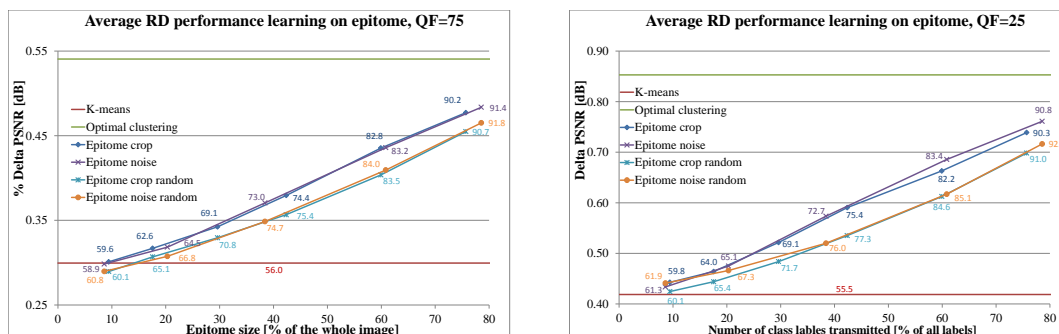 Average RD performance learning on epitome, QF=75
% Delta PSNR [dB]
0.55
0.45
0.35
0.25
K-means
Optimal clustering
Epitome crop
Epitome noise
Epitome crop random
Epitome noise random
90.2
91.4
91.8
90.7
82.8
83.2
84.0
83.5
73.0
74.4
75.4
74.7
69.1
70.8
62.6
64.5
66.8
65.1
59.6
58.9
60.8
60.1
56.0
0 10 20 30 40 50 60 70 80 90
Epitome size [% of the whole image]
Average RD performance learning on epitome, QF=25
Delta PSNR [dB]
0.90
0.80
0.70
0.60
0.50
0.40
K-means
Optimal clustering
Epitome crop
Epitome noise
Epitome crop random
Epitome noise random
90.8
90.3
92.
91.0
83.4
82.2
85.1
84.6
72.7
75.4
77.3
76.0
69.1
71.7
64.0
65.1
67.3
65.4
61.9
59.8
61.3
60.1
55.5
0 10 20 30 40 50 60 70 80
Number of class lables transmitted [% of all labels]